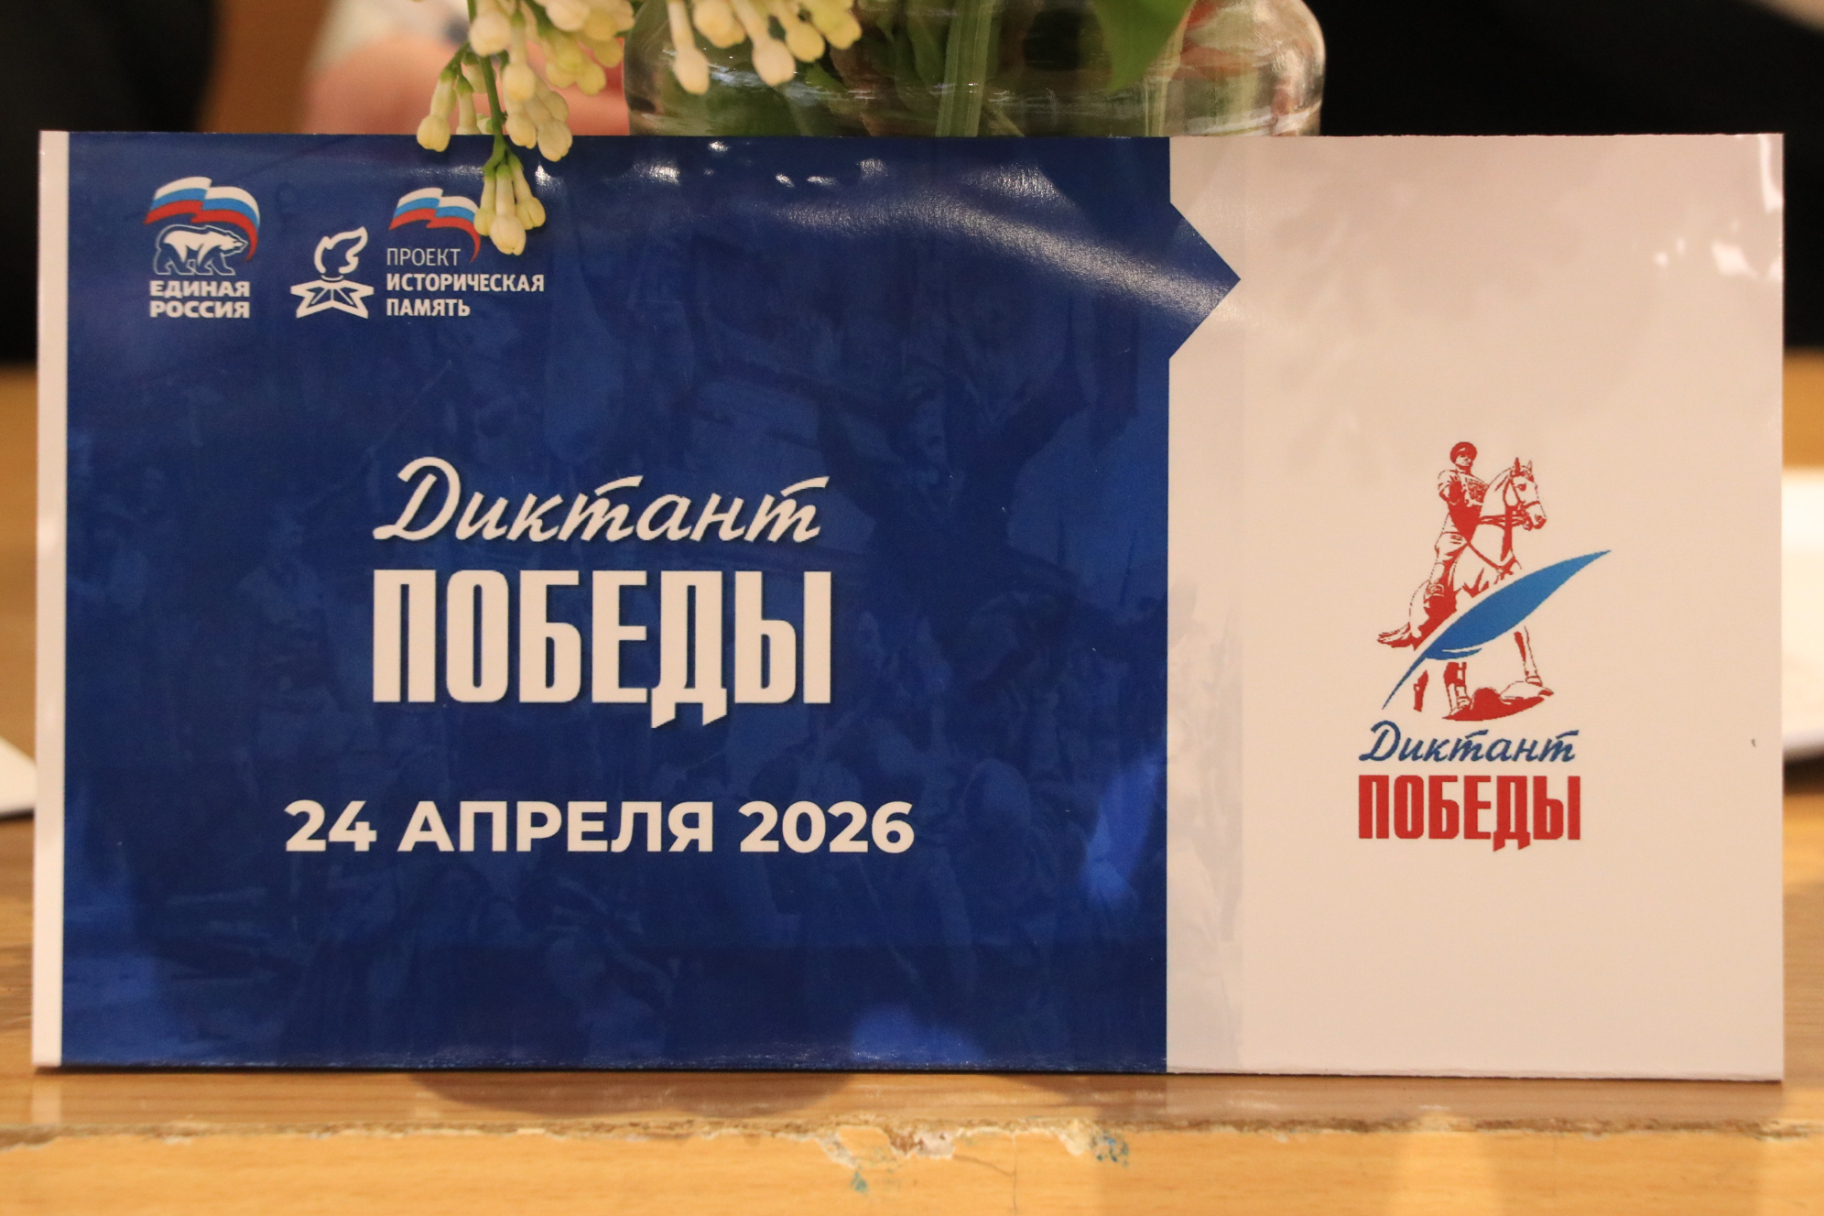 ЕДИНАЯ
РОССИЯ
ПРОЕКТ
ИСТОРИЧЕСКАЯ
ПАМЯТЬ
Диктант
ПОБЕДЫ
24 АПРЕЛЯ 2026
Диктант
ПОБЕДЫ